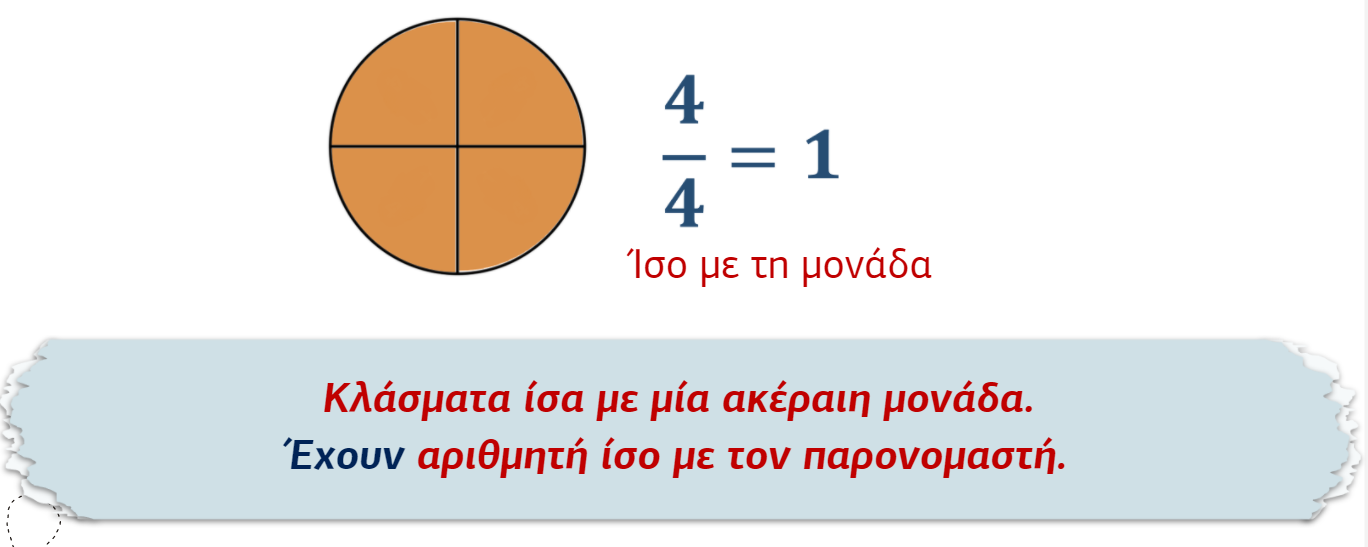 4/4 = 1
Ίσο με τη μονάδα
Κλάσματα ίσα με μία ακέραιη μονάδα.
Έχουν αριθμητή ίσο με τον παρονομαστή.